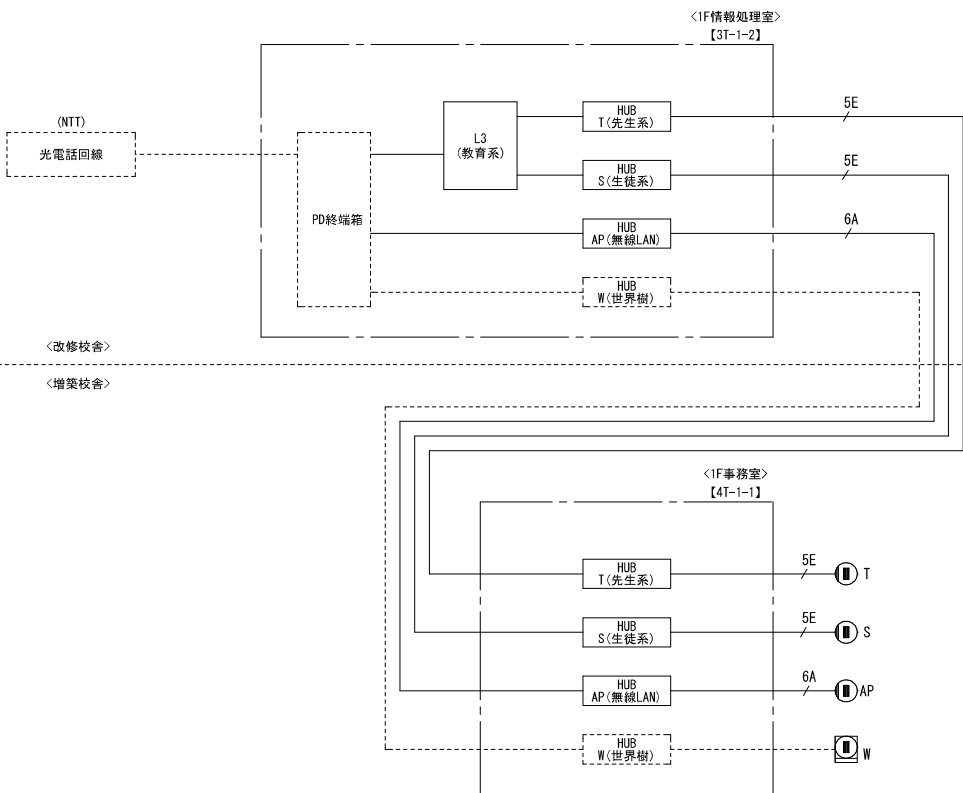 <1F情報処理室>
【3T-1-2】
(NTT)
光電話回線
PD終端箱
L3
(教育系)
HUB
T(先生系)
5E
HUB
S(生徒系)
5E
HUB
AP(無線LAN)
6A
HUB
W(世界樹)
<改修校舎>
<増築校舎>
<1F事務室>
【4T-1-1】
HUB
T(先生系)
5E
T
HUB
S(生徒系)
5E
S
HUB
AP(無線LAN)
6A
AP
HUB
W(世界樹)
W